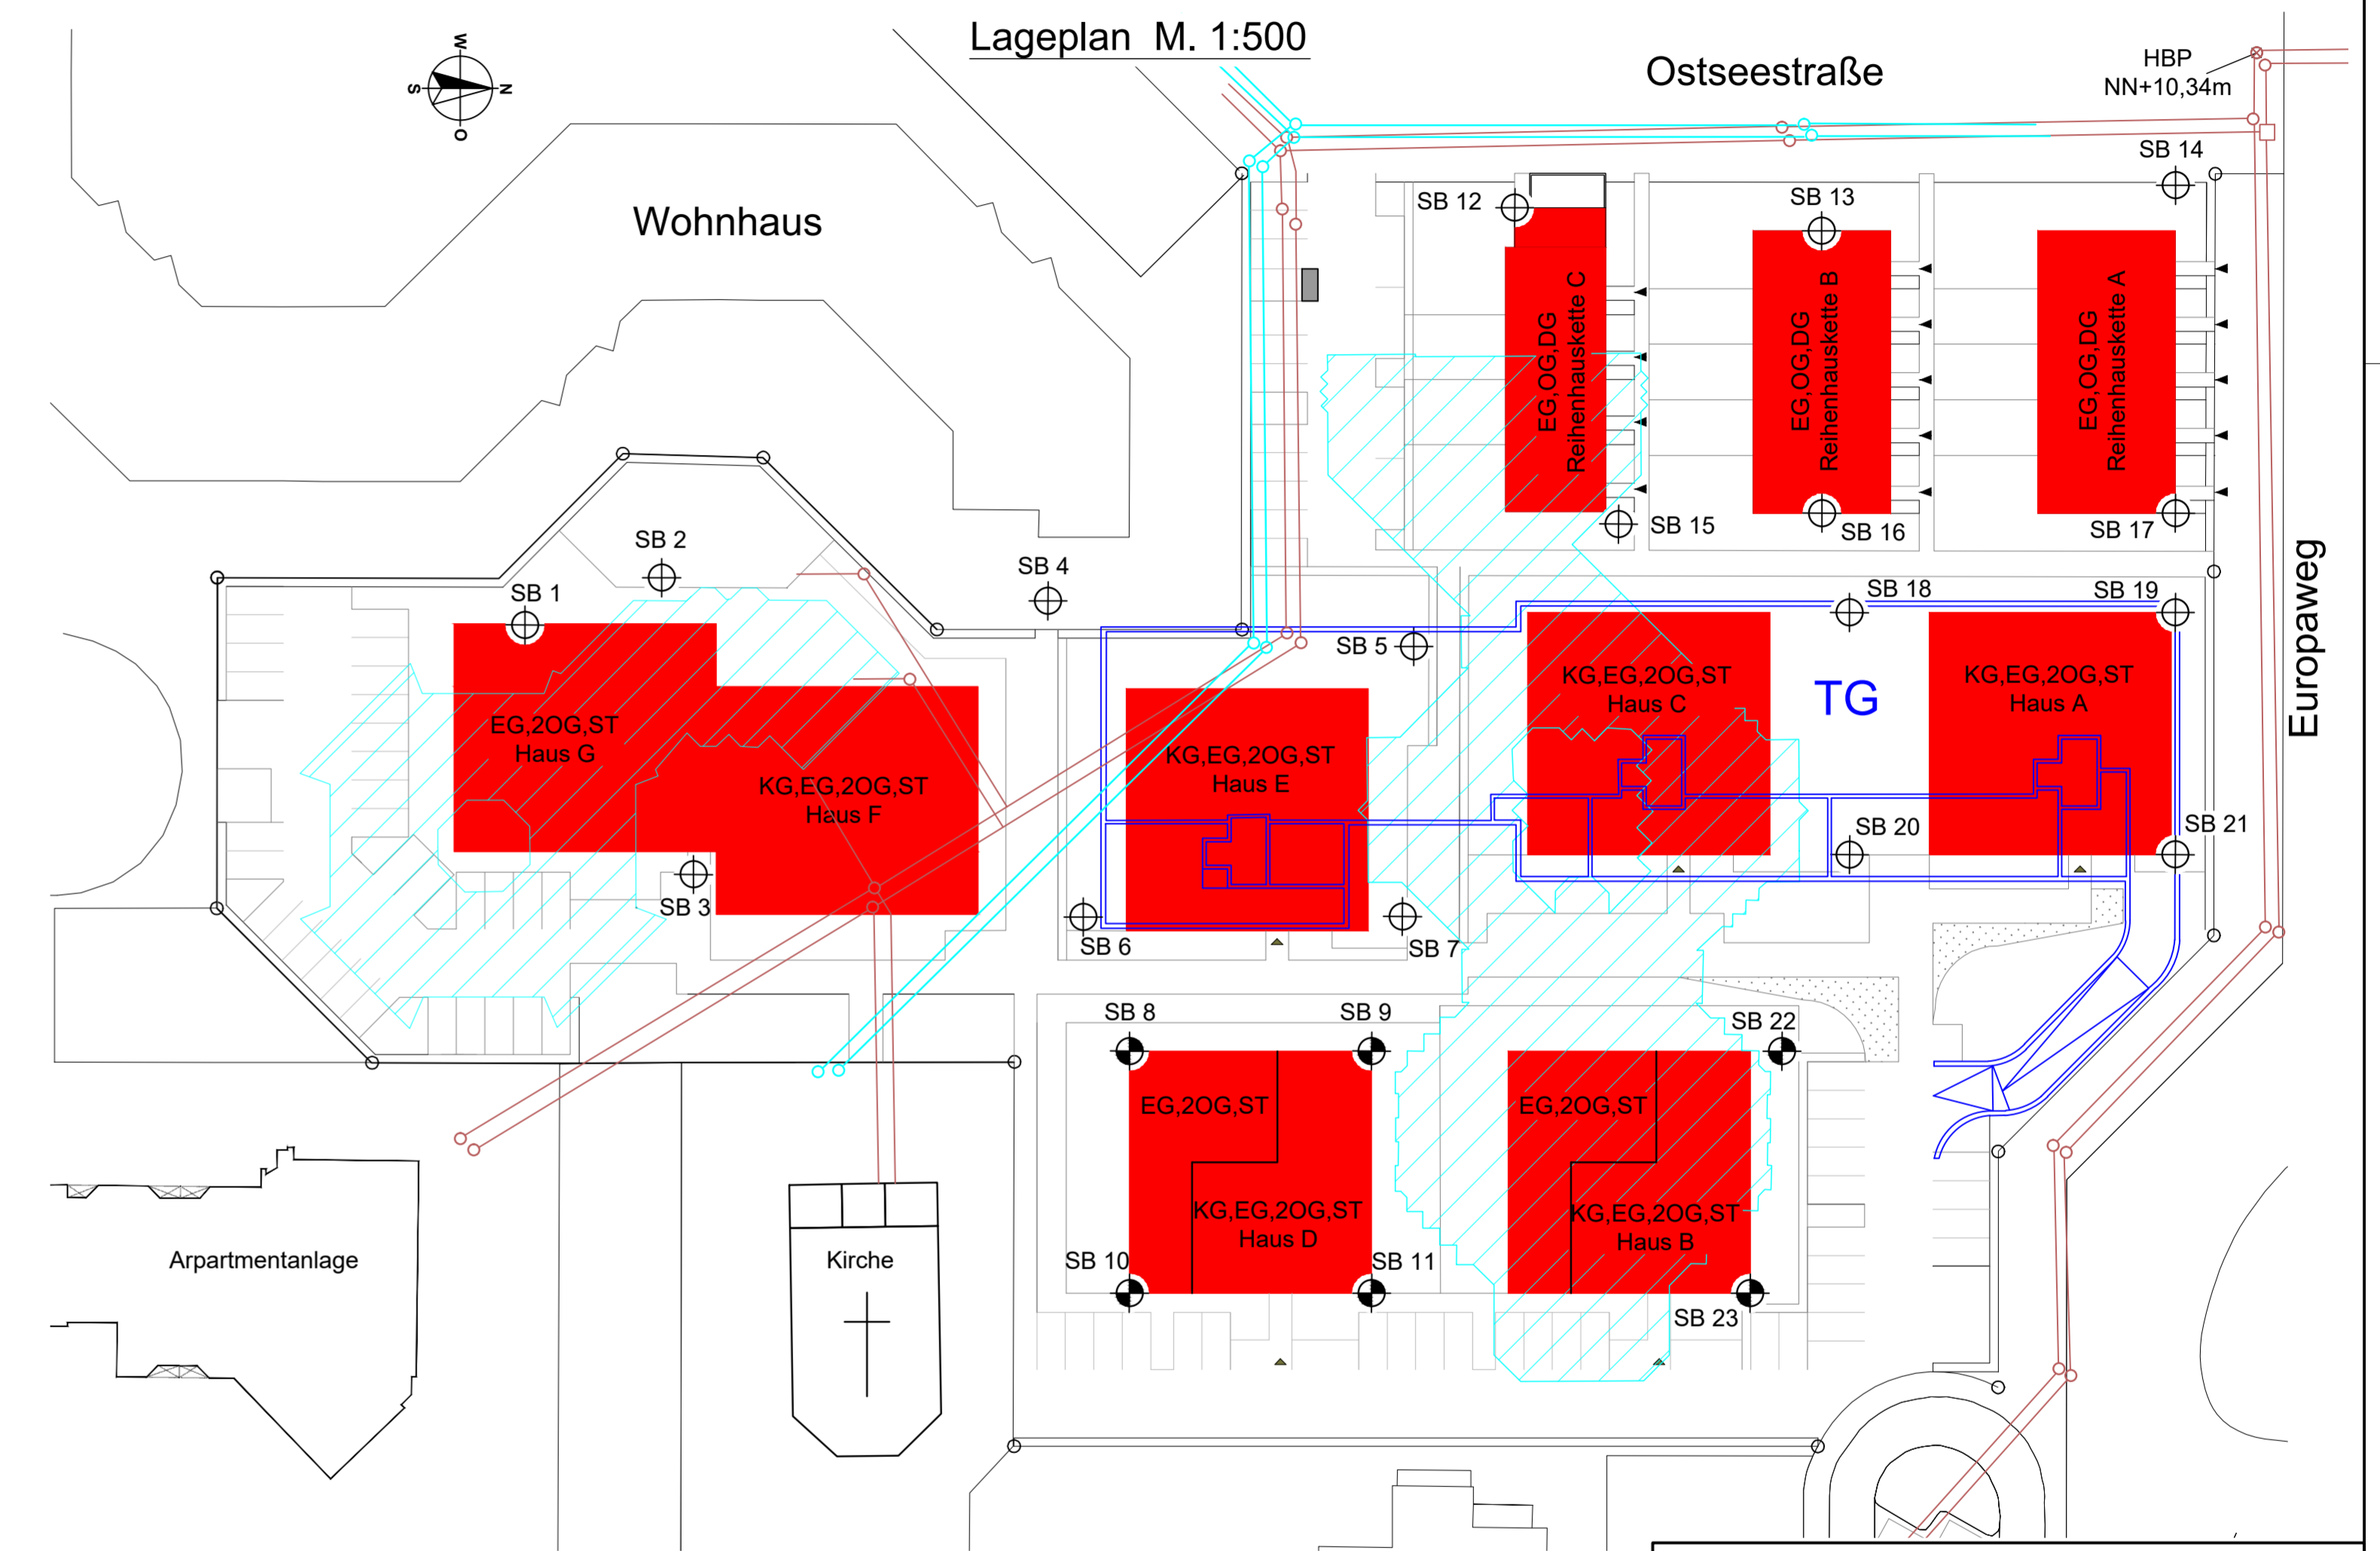 Lageplan M. 1:500
W
S
N
O
Ostseestraße
HBP
NN+10,34m
Wohnhaus
SB 12
SB 13
SB 14
EG,OG,DG
Reihenhauskette C
EG,OG,DG
Reihenhauskette B
EG,OG,DG
Reihenhauskette A
SB 15
SB 16
SB 17
Europaweg
SB 1
SB 2
SB 4
SB 5
SB 18
SB 19
EG,2OG,ST
Haus G
KG,EG,2OG,ST
Haus F
KG,EG,2OG,ST
Haus E
KG,EG,2OG,ST
Haus C
TG
KG,EG,2OG,ST
Haus A
SB 3
SB 6
SB 7
SB 20
SB 21
SB 8
SB 9
SB 22
EG,2OG,ST
KG,EG,2OG,ST
Haus D
EG,2OG,ST
KG,EG,2OG,ST
Haus B
SB 10
SB 11
SB 23
Arpartmentanlage
Kirche